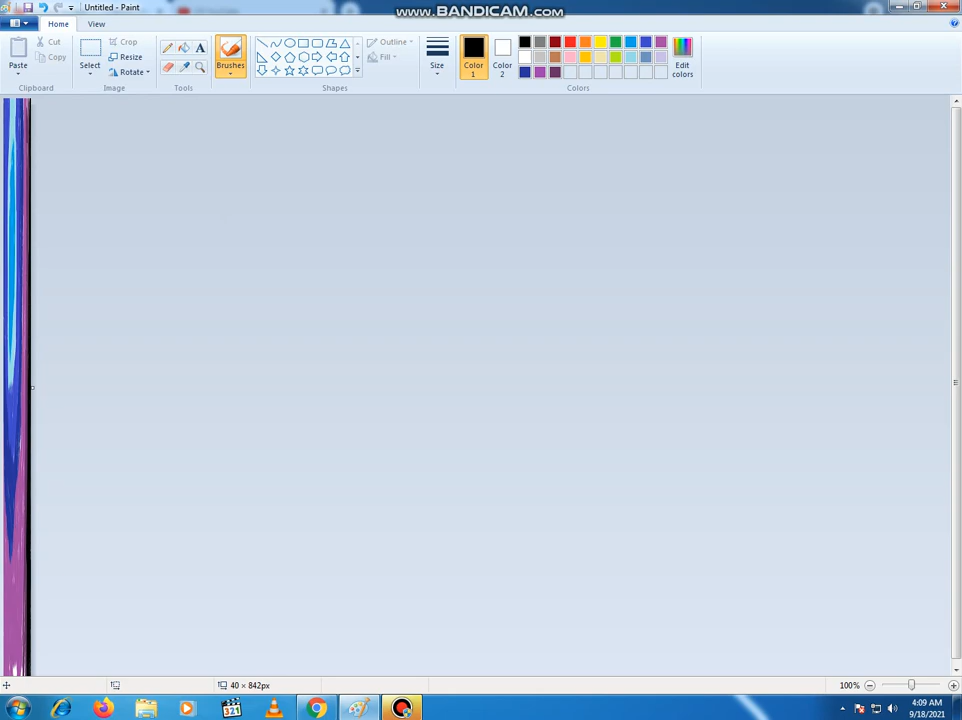 Untitled - Paint
www.BANDICAM.com
Home
View
Paste
Cut
Copy
Clipboard
Select
Crop
Resize
Rotate
Image
A
Tools
Brushes
Outline
Fill
Shapes
Size
Color 1
Color 2
Edit colors
Colors
40 × 842px
100%
321
4:09 AM
9/18/2021